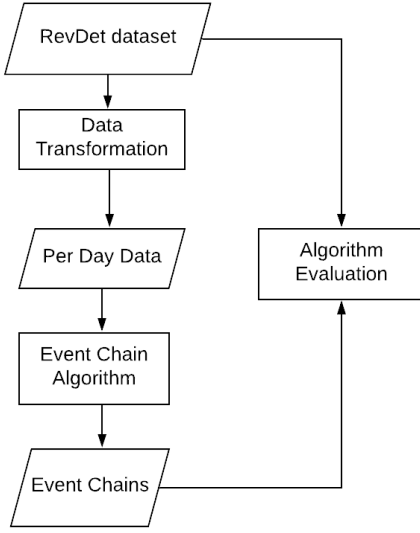 RevDet dataset
Data
Transformation
Per Day Data
Algorithm
Evaluation
Event Chain
Algorithm
Event Chains